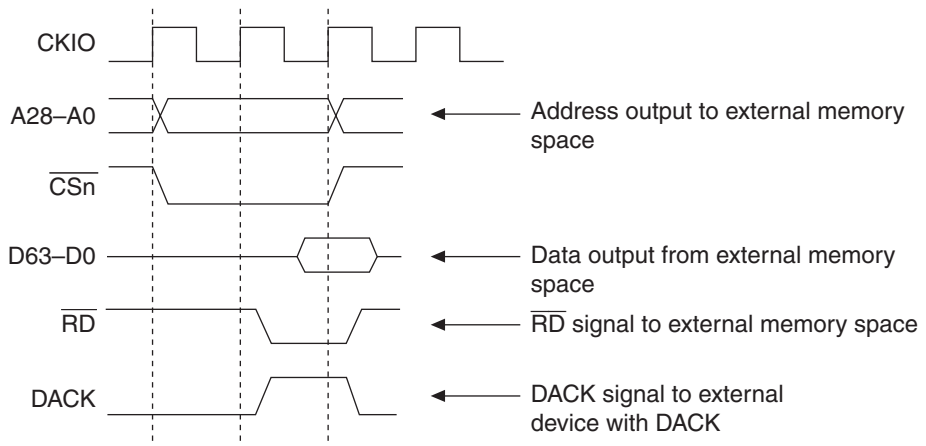 CKIO
A28–A0
Address output to external memory
space
CSn
D63–D0
Data output from external memory
space
RD
RD signal to external memory space
DACK
DACK signal to external
device with DACK